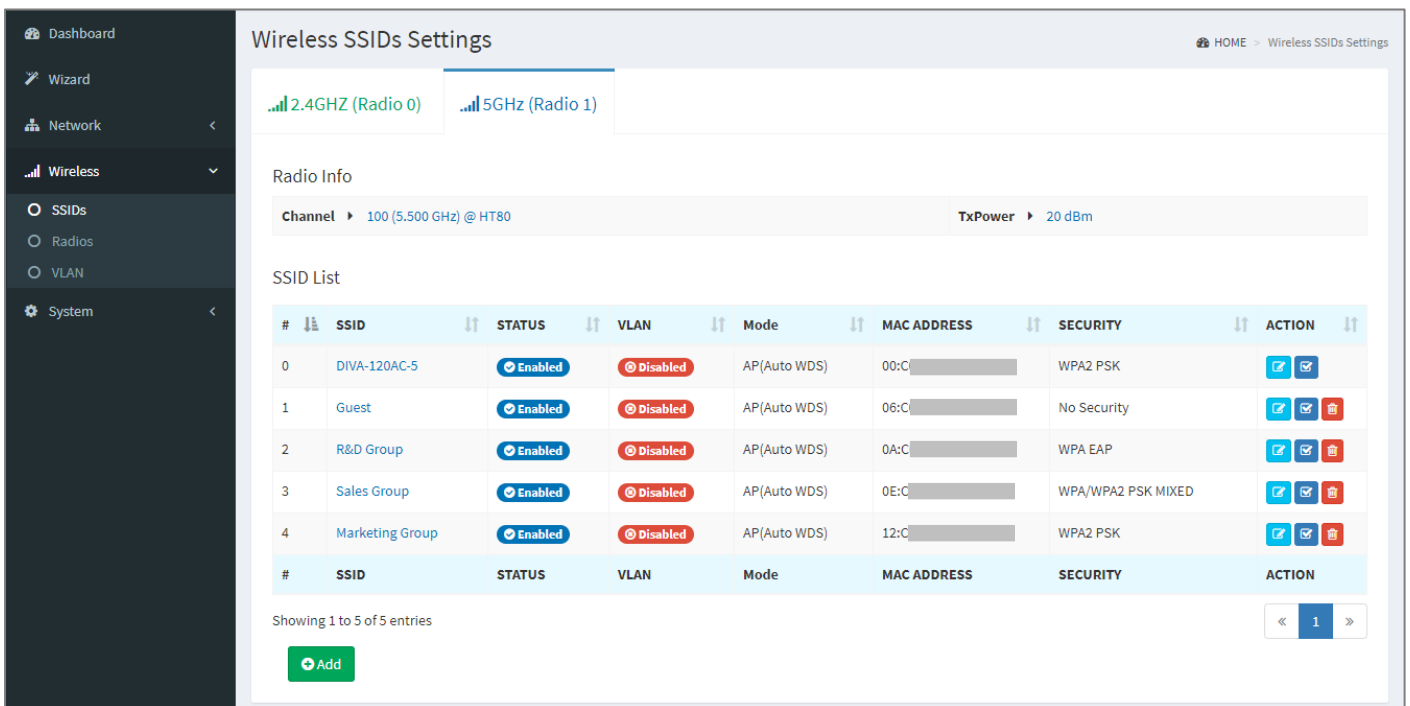 Dashboard
Wireless SSIDs Settings
HOME > Wireless SSIDs Settings
Wizard
2.4GHZ (Radio 0) 5GHz (Radio 1)
Network
Wireless
Radio Info
SSIDs
Channel 100 (5.500 GHz) @ HT80 TxPower 20 dBm
Radios
VLAN
SSID List
System
# SSID STATUS VLAN Mode MAC ADDRESS SECURITY ACTION
0 DIVA-120AC-5 Enabled Disabled AP(Auto WDS) 00:C WPA2 PSK
1 Guest Enabled Disabled AP(Auto WDS) 06:C No Security
2 R&D Group Enabled Disabled AP(Auto WDS) 0A:C WPA EAP
3 Sales Group Enabled Disabled AP(Auto WDS) 0E:C WPA/WPA2 PSK MIXED
4 Marketing Group Enabled Disabled AP(Auto WDS) 12:C WPA2 PSK
# SSID STATUS VLAN Mode MAC ADDRESS SECURITY ACTION
Showing 1 to 5 of 5 entries
« 1 »
Add